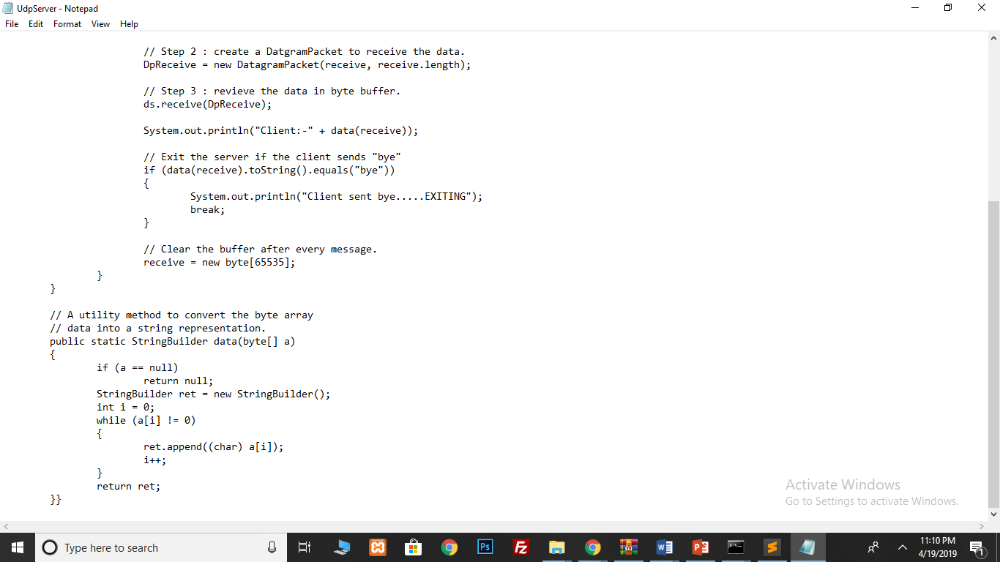 UdpServer - Notepad
File Edit Format View Help
// Step 2 : create a DatgramPacket to receive the data.
DpReceive = new DatagramPacket(receive, receive.length);
// Step 3 : revieve the data in byte buffer.
ds.receive(DpReceive);
System.out.println("Client:-" + data(receive));
// Exit the server if the client sends "bye"
if (data(receive).toString().equals("bye"))
{
System.out.println("Client sent bye.....EXITING");
break;
}
// Clear the buffer after every message.
receive = new byte[65535];
}
}
// A utility method to convert the byte array
// data into a string representation.
public static StringBuilder data(byte[] a)
{
if (a == null)
return null;
StringBuilder ret = new StringBuilder();
int i = 0;
while (a[i] != 0)
{
ret.append((char) a[i]);
i++;
}
return ret;
}}
Activate Windows
Go to Settings to activate Windows.
Type here to search
Ps
11:10 PM
4/19/2019
1